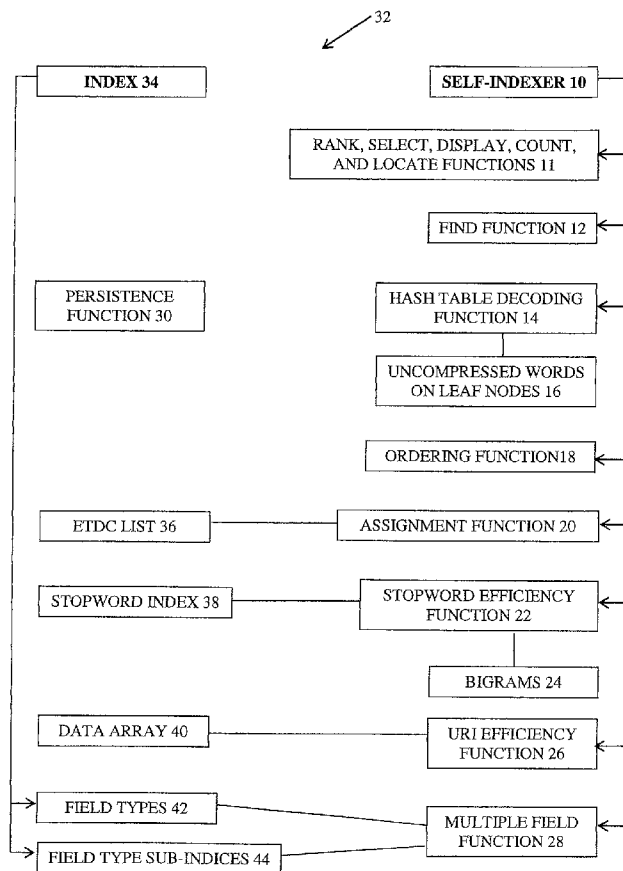 32
INDEX 34
SELF-INDEXER 10
RANK, SELECT, DISPLAY, COUNT,
AND LOCATE FUNCTIONS 11
FIND FUNCTION 12
PERSISTENCE
FUNCTION 30
HASH TABLE DECODING
FUNCTION 14
UNCOMPRESSED WORDS
ON LEAF NODES 16
ORDERING FUNCTION18
ETDC LIST 36
ASSIGNMENT FUNCTION 20
STOPWORD INDEX 38
STOPWORD EFFICIENCY
FUNCTION 22
BIGRAMS 24
DATA ARRAY 40
URI EFFICIENCY
FUNCTION 26
FIELD TYPES 42
MULTIPLE FIELD
FUNCTION 28
FIELD TYPE SUB-INDICES 44